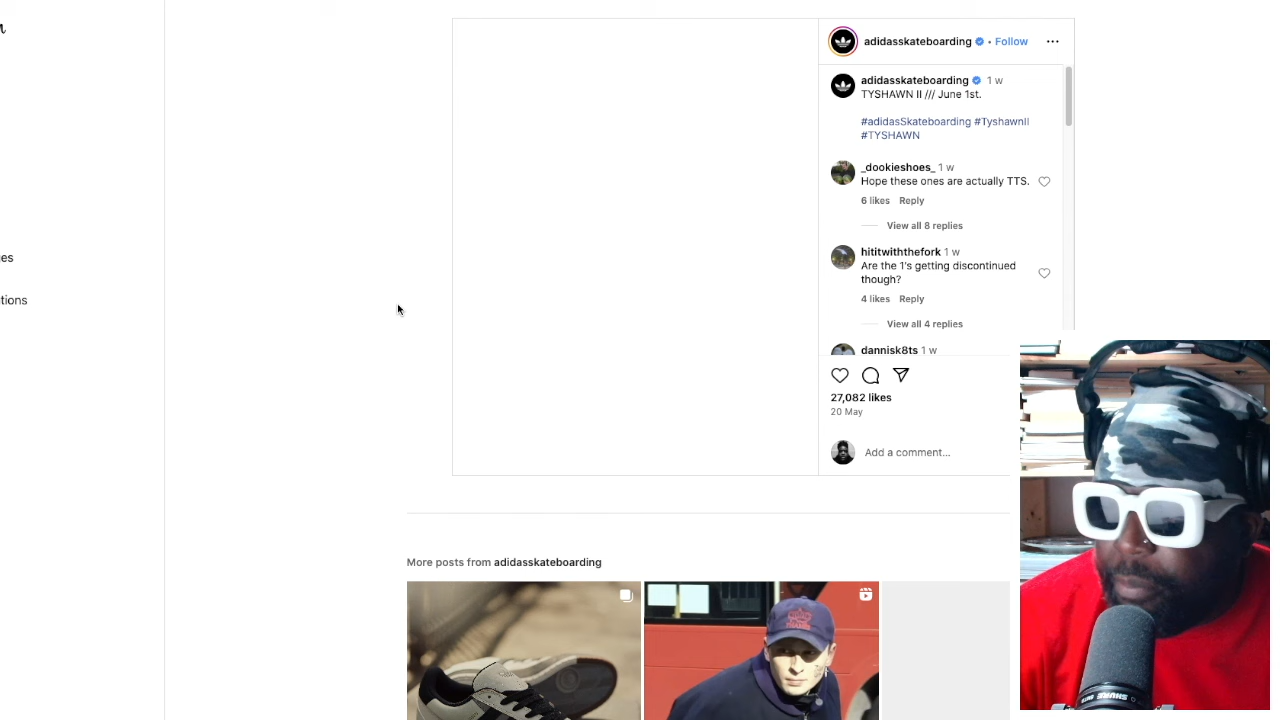 es
tions
adidasskateboarding • Follow
adidasskateboarding 1 w
TYSHAWN II /// June 1st.
#adidasSkateboarding #TyshawnII
#TYSHAWN
_dookieshoes_ 1 w
Hope these ones are actually TTS.
6 likes Reply
View all 8 replies
hititwiththefork 1 w
Are the 1's getting discontinued
though?
4 likes Reply
View all 4 replies
dannisk8ts 1 w
27,082 likes
20 May
Add a comment...
More posts from adidasskateboarding
SHURE